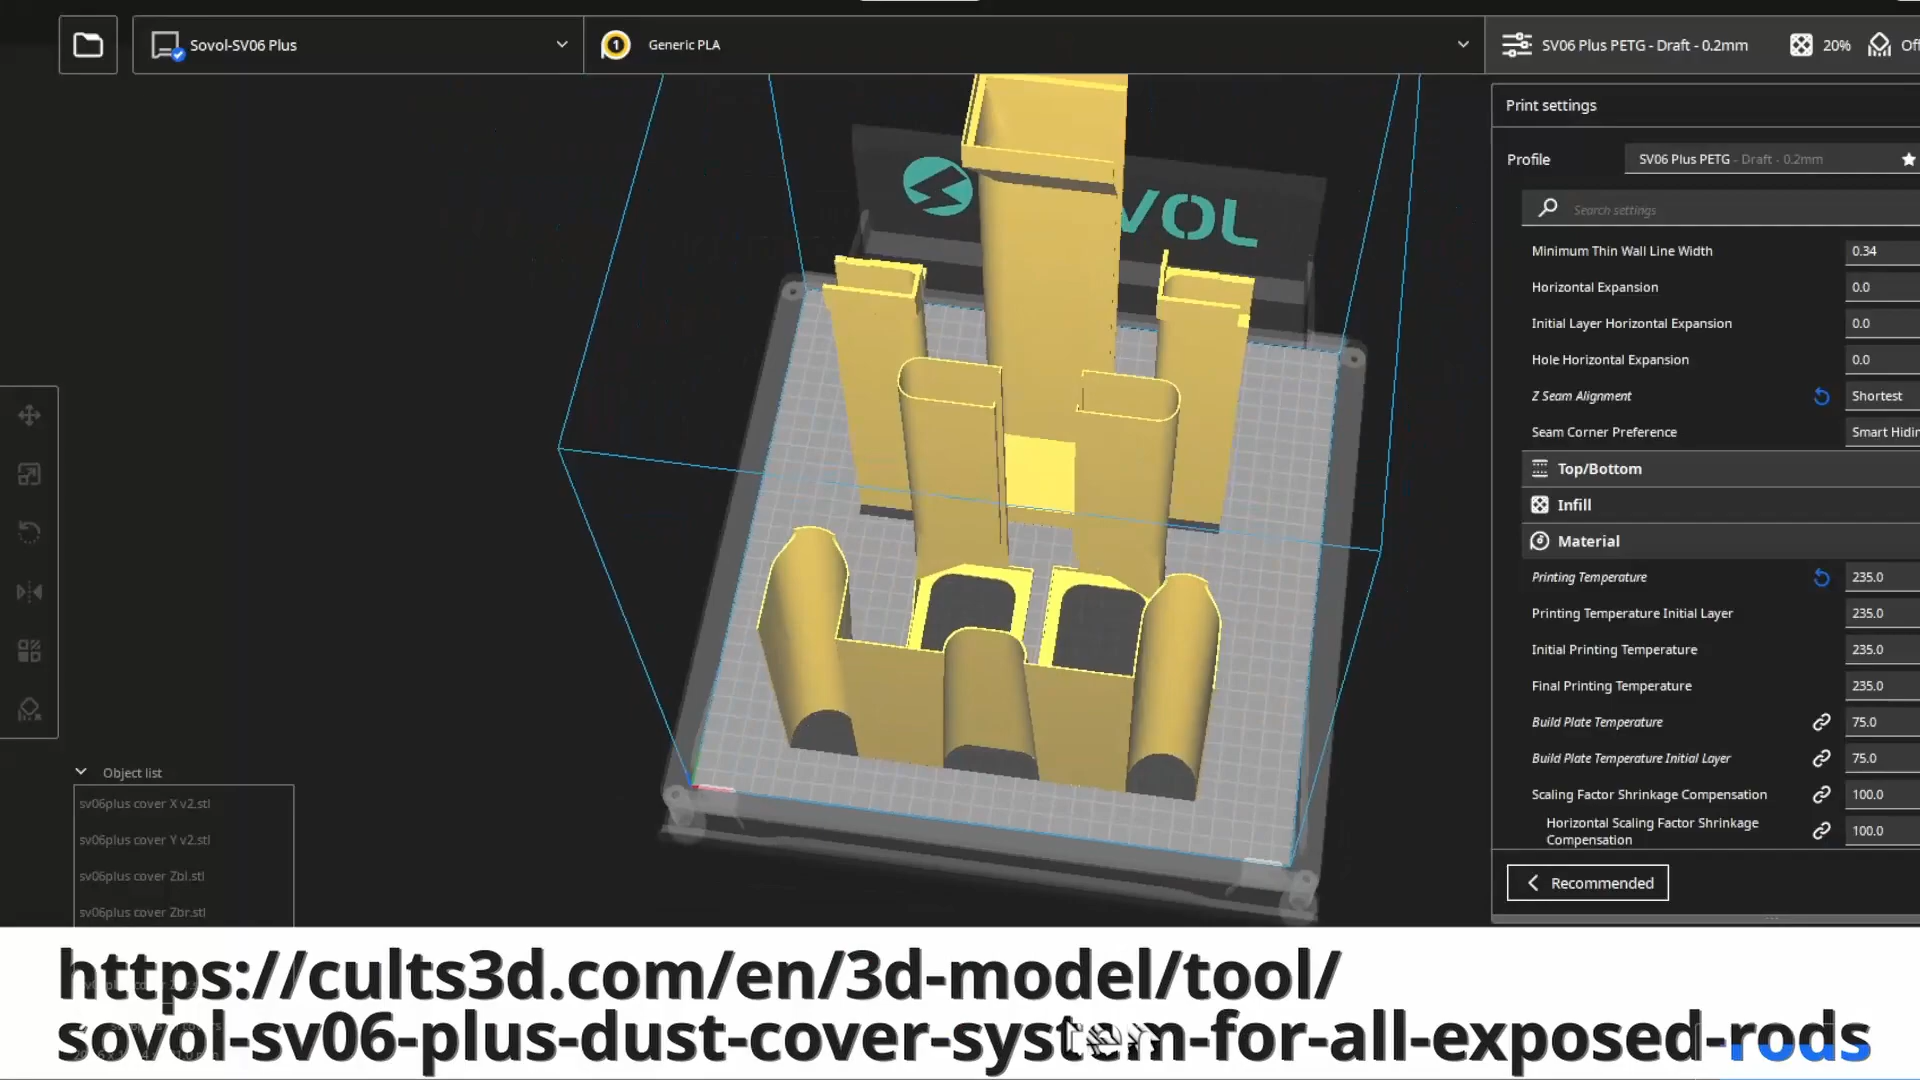 Sovol-SV06 Plus
1
Generic PLA
SV06 Plus PETG - Draft - 0.2mm
20%
Off
Print settings
Profile
SV06 Plus PETG - Draft - 0.2mm
Search settings
Minimum Thin Wall Line Width
0.34
Horizontal Expansion
0.0
Initial Layer Horizontal Expansion
0.0
Hole Horizontal Expansion
0.0
Z Seam Alignment
Shortest
Seam Corner Preference
Smart Hidin
Top/Bottom
Infill
Material
Printing Temperature
235.0
Printing Temperature Initial Layer
235.0
Initial Printing Temperature
235.0
Final Printing Temperature
235.0
Build Plate Temperature
75.0
Build Plate Temperature Initial Layer
75.0
Scaling Factor Shrinkage Compensation
100.0
Horizontal Scaling Factor Shrinkage
Compensation
100.0
Recommended
VOL
Object list
sv06plus cover X v2.stl
sv06plus cover Y v2.stl
sv06plus cover Zbl.stl
sv06plus cover Zbr.stl
https://cults3d.com/en/3d-model/tool/
sovol-sv06-plus-dust-cover-system-for-all-exposed-rods